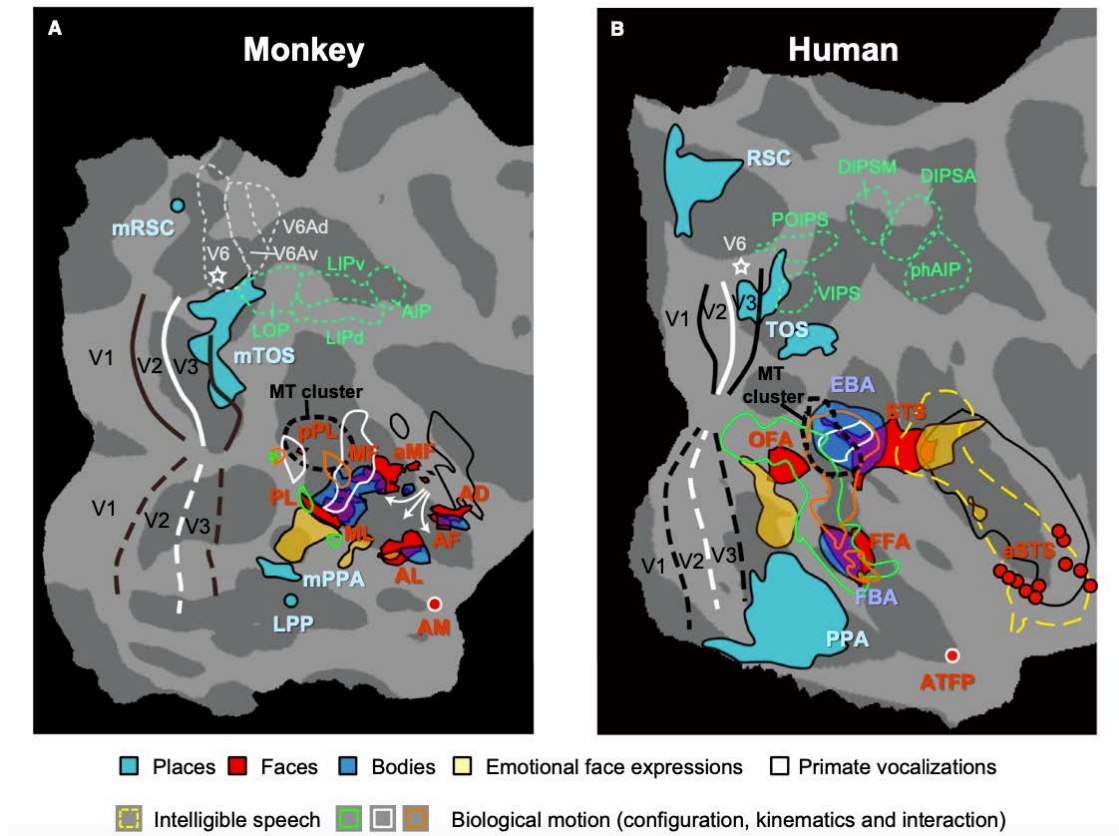 A
Monkey
mRSC
V6Ad
V6
V6Av
LIPv
AIP
LOP
LIPd
mTOS
V1
V2
V3
MT cluster
pPL
MF
aMF
PL
AD
ML
AF
V1
V2
V3
mPPA
AL
LPP
AM
B
Human
RSC
DIPSM
DIPSA
POIPS
V6
phAIP
VIPS
V1
V2
V3
TOS
MT
cluster
EBA
STS
OFA
aSTS
FFA
V1
V2
V3
FBA
PPA
ATFP
Places
Faces
Bodies
Emotional face expressions
Primate vocalizations
Intelligible speech
Biological motion (configuration, kinematics and interaction)